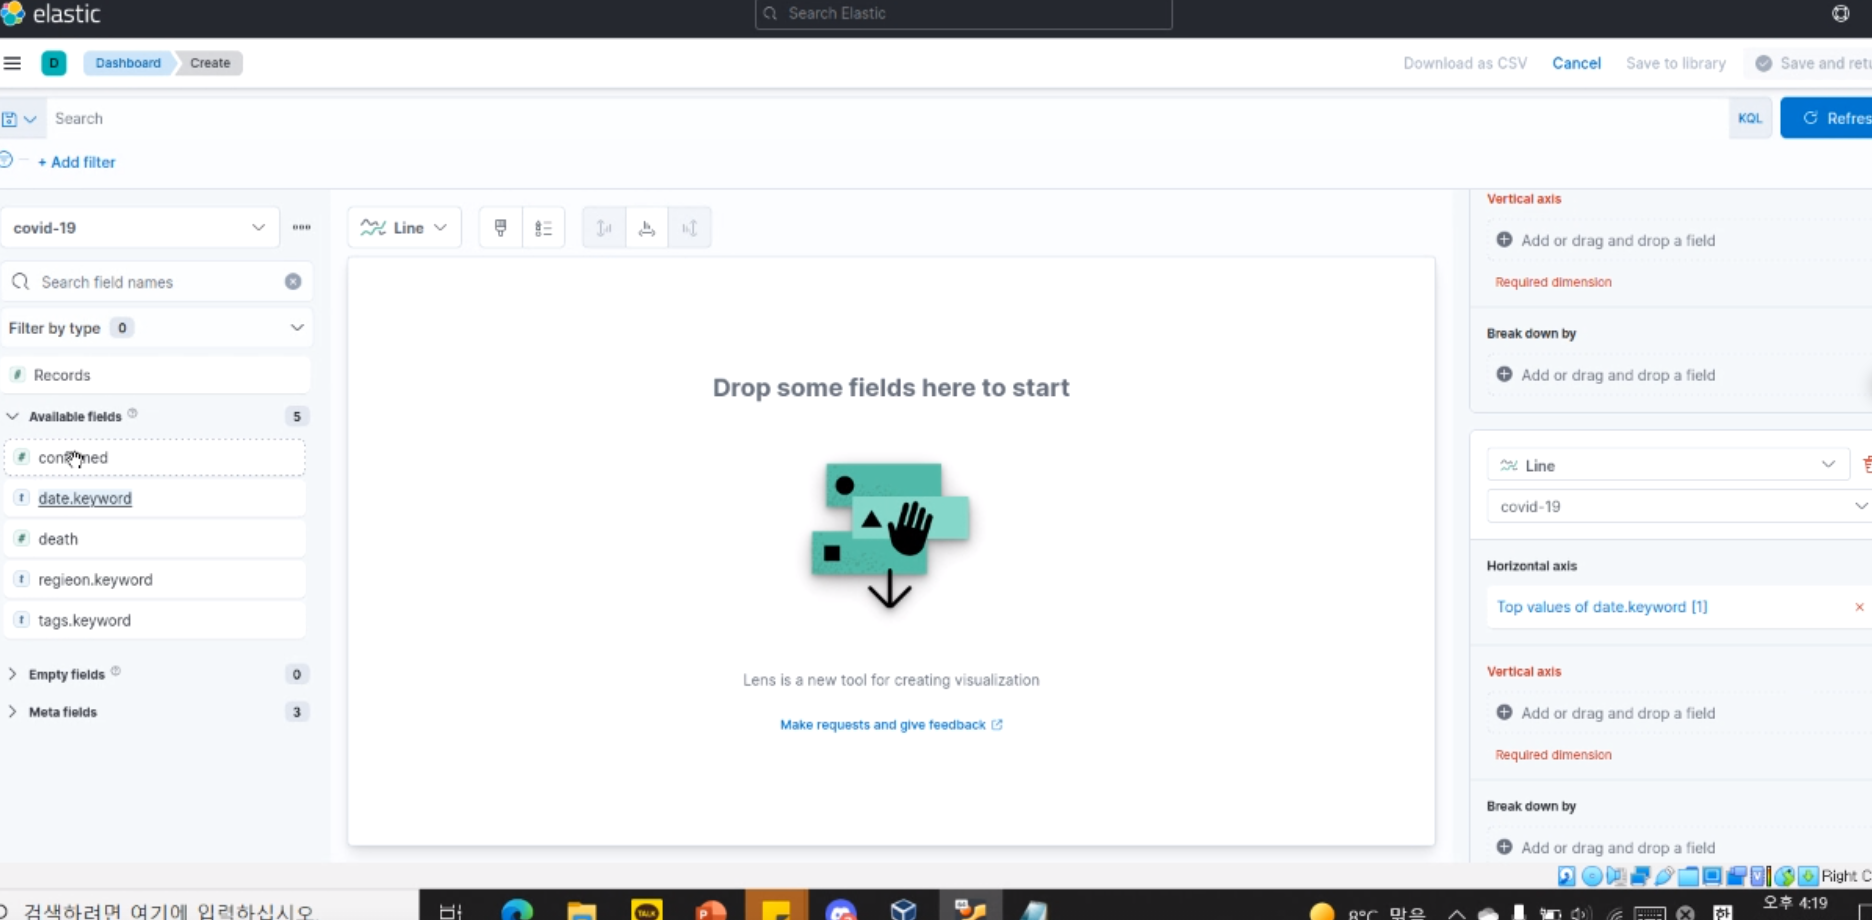 elastic
Search Elastic
D
Dashboard
Create
Download as CSV
Cancel
Save to library
Save and retu
Search
KQL
Refres
+ Add filter
covid-19
Search field names
Filter by type 0
Records
Available fields 5
date.keyword
death
regieon.keyword
tags.keyword
Empty fields 0
Meta fields 3
Line
Drop some fields here to start
Lens is a new tool for creating visualization
Make requests and give feedback
Vertical axis
Add or drag and drop a field
Required dimension
Break down by
Add or drag and drop a field
Line
covid-19
Horizontal axis
Top values of date.keyword [1]
Vertical axis
Add or drag and drop a field
Required dimension
Break down by
Add or drag and drop a field
Right C
검색하려면 여기에 입력하십시오.
TALK
8°C 맑음
한
오후 4:19